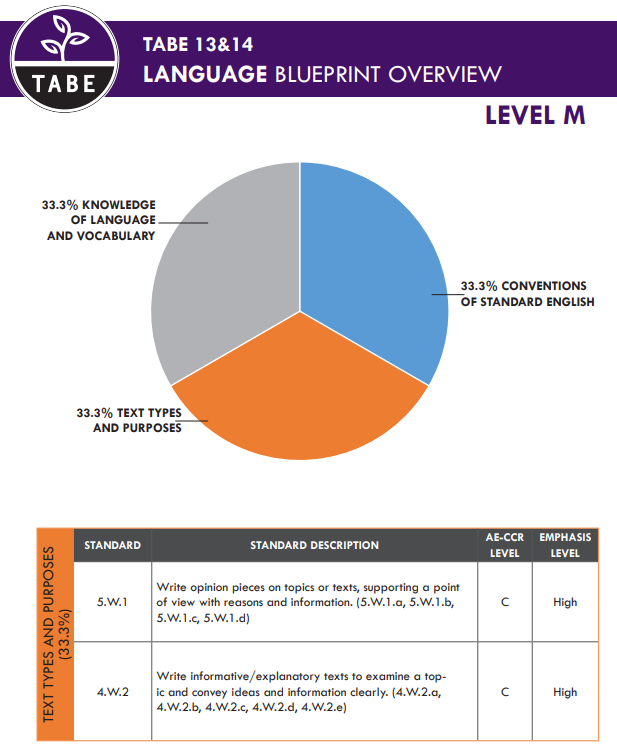 TABE
TABE 13&14
LANGUAGE BLUEPRINT OVERVIEW
LEVEL M
33.3% KNOWLEDGE
OF LANGUAGE
AND VOCABULARY
33.3% CONVENTIONS
OF STANDARD ENGLISH
33.3% TEXT TYPES
AND PURPOSES
TEXT TYPES AND PURPOSES
(33.3%)
STANDARD
STANDARD DESCRIPTION
AE-CCR
LEVEL
EMPHASIS
LEVEL
5.W.1
Write opinion pieces on topics or texts, supporting a point
of view with reasons and information. (5.W.1.a, 5.W.1.b,
5.W.1.c, 5.W.1.d)
C
High
4.W.2
Write informative/explanatory texts to examine a top-
ic and convey ideas and information clearly. (4.W.2.a,
4.W.2.b, 4.W.2.c, 4.W.2.d, 4.W.2.e)
C
High